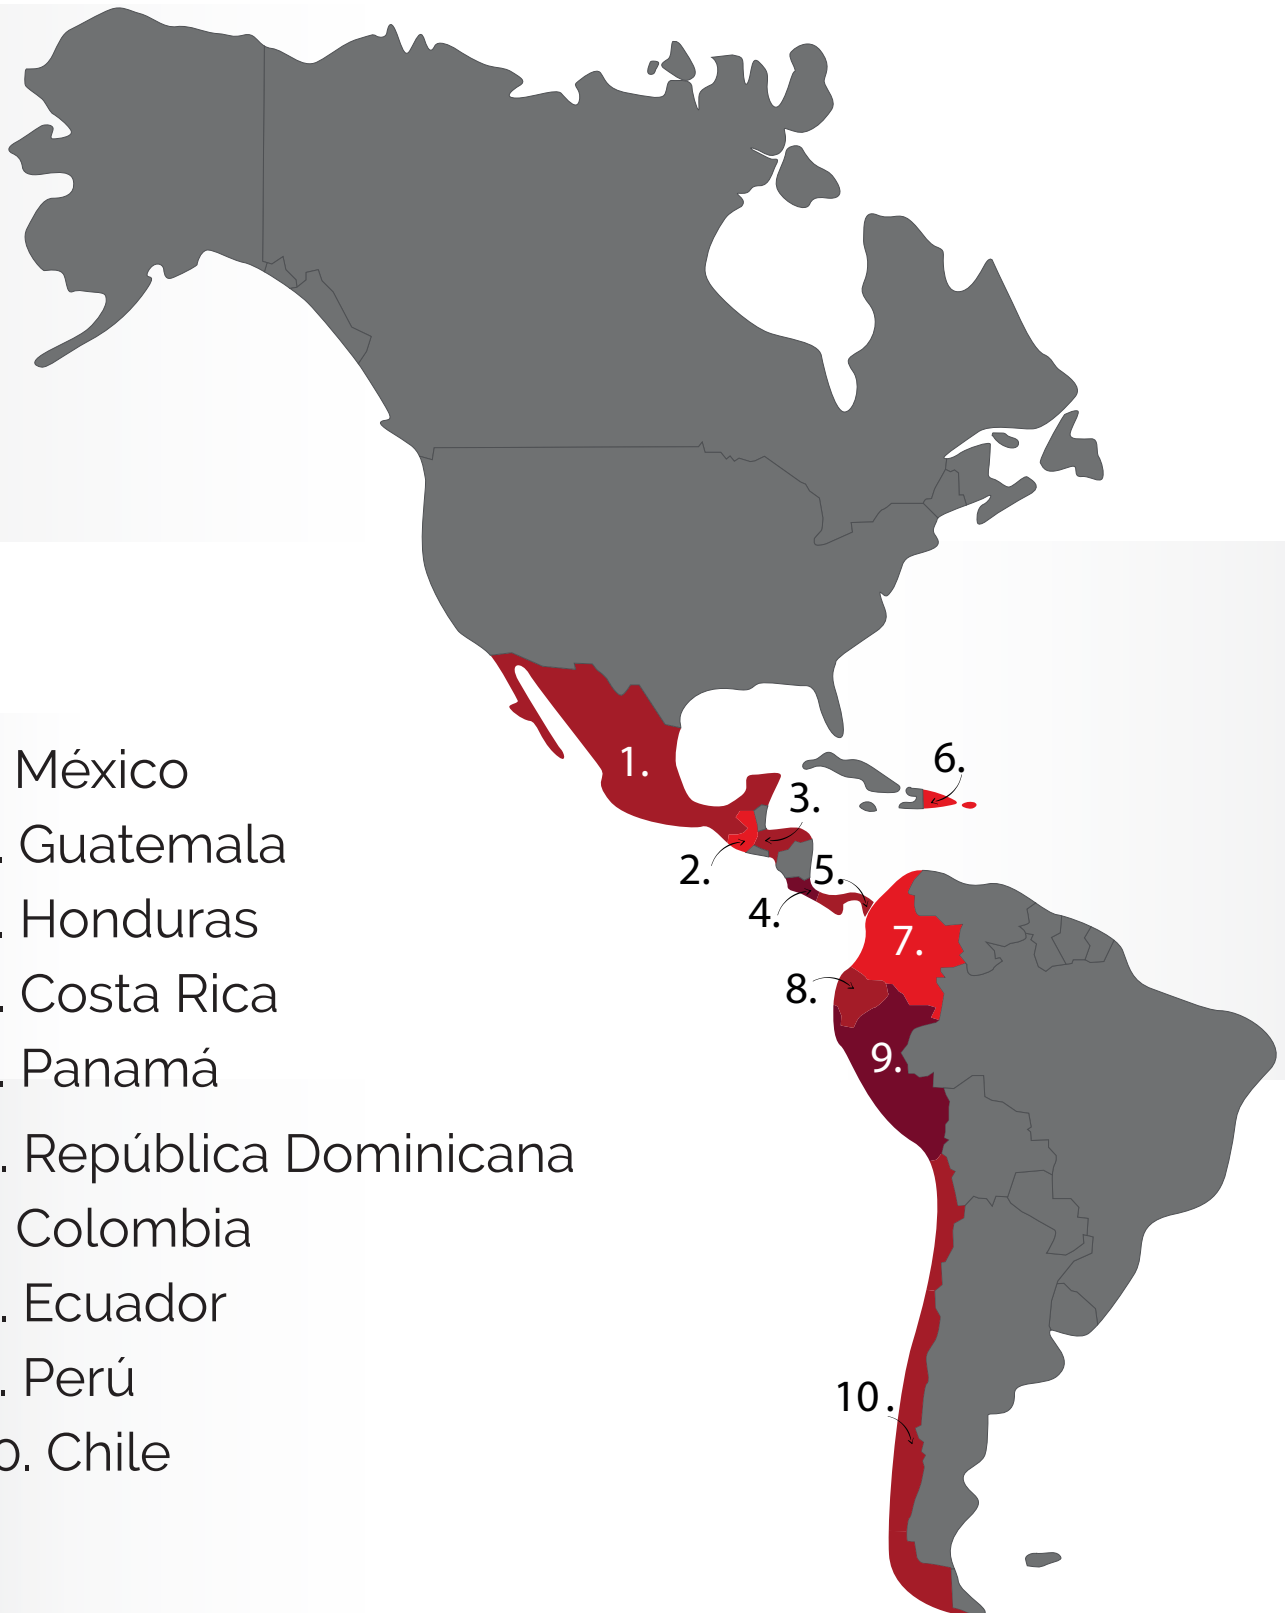 México
. Guatemala
. Honduras
. Costa Rica
. Panamá
. República Dominicana
Colombia
. Ecuador
. Perú
0. Chile
1.
2.
3.
4.
5.
6.
7.
8.
9.
10.